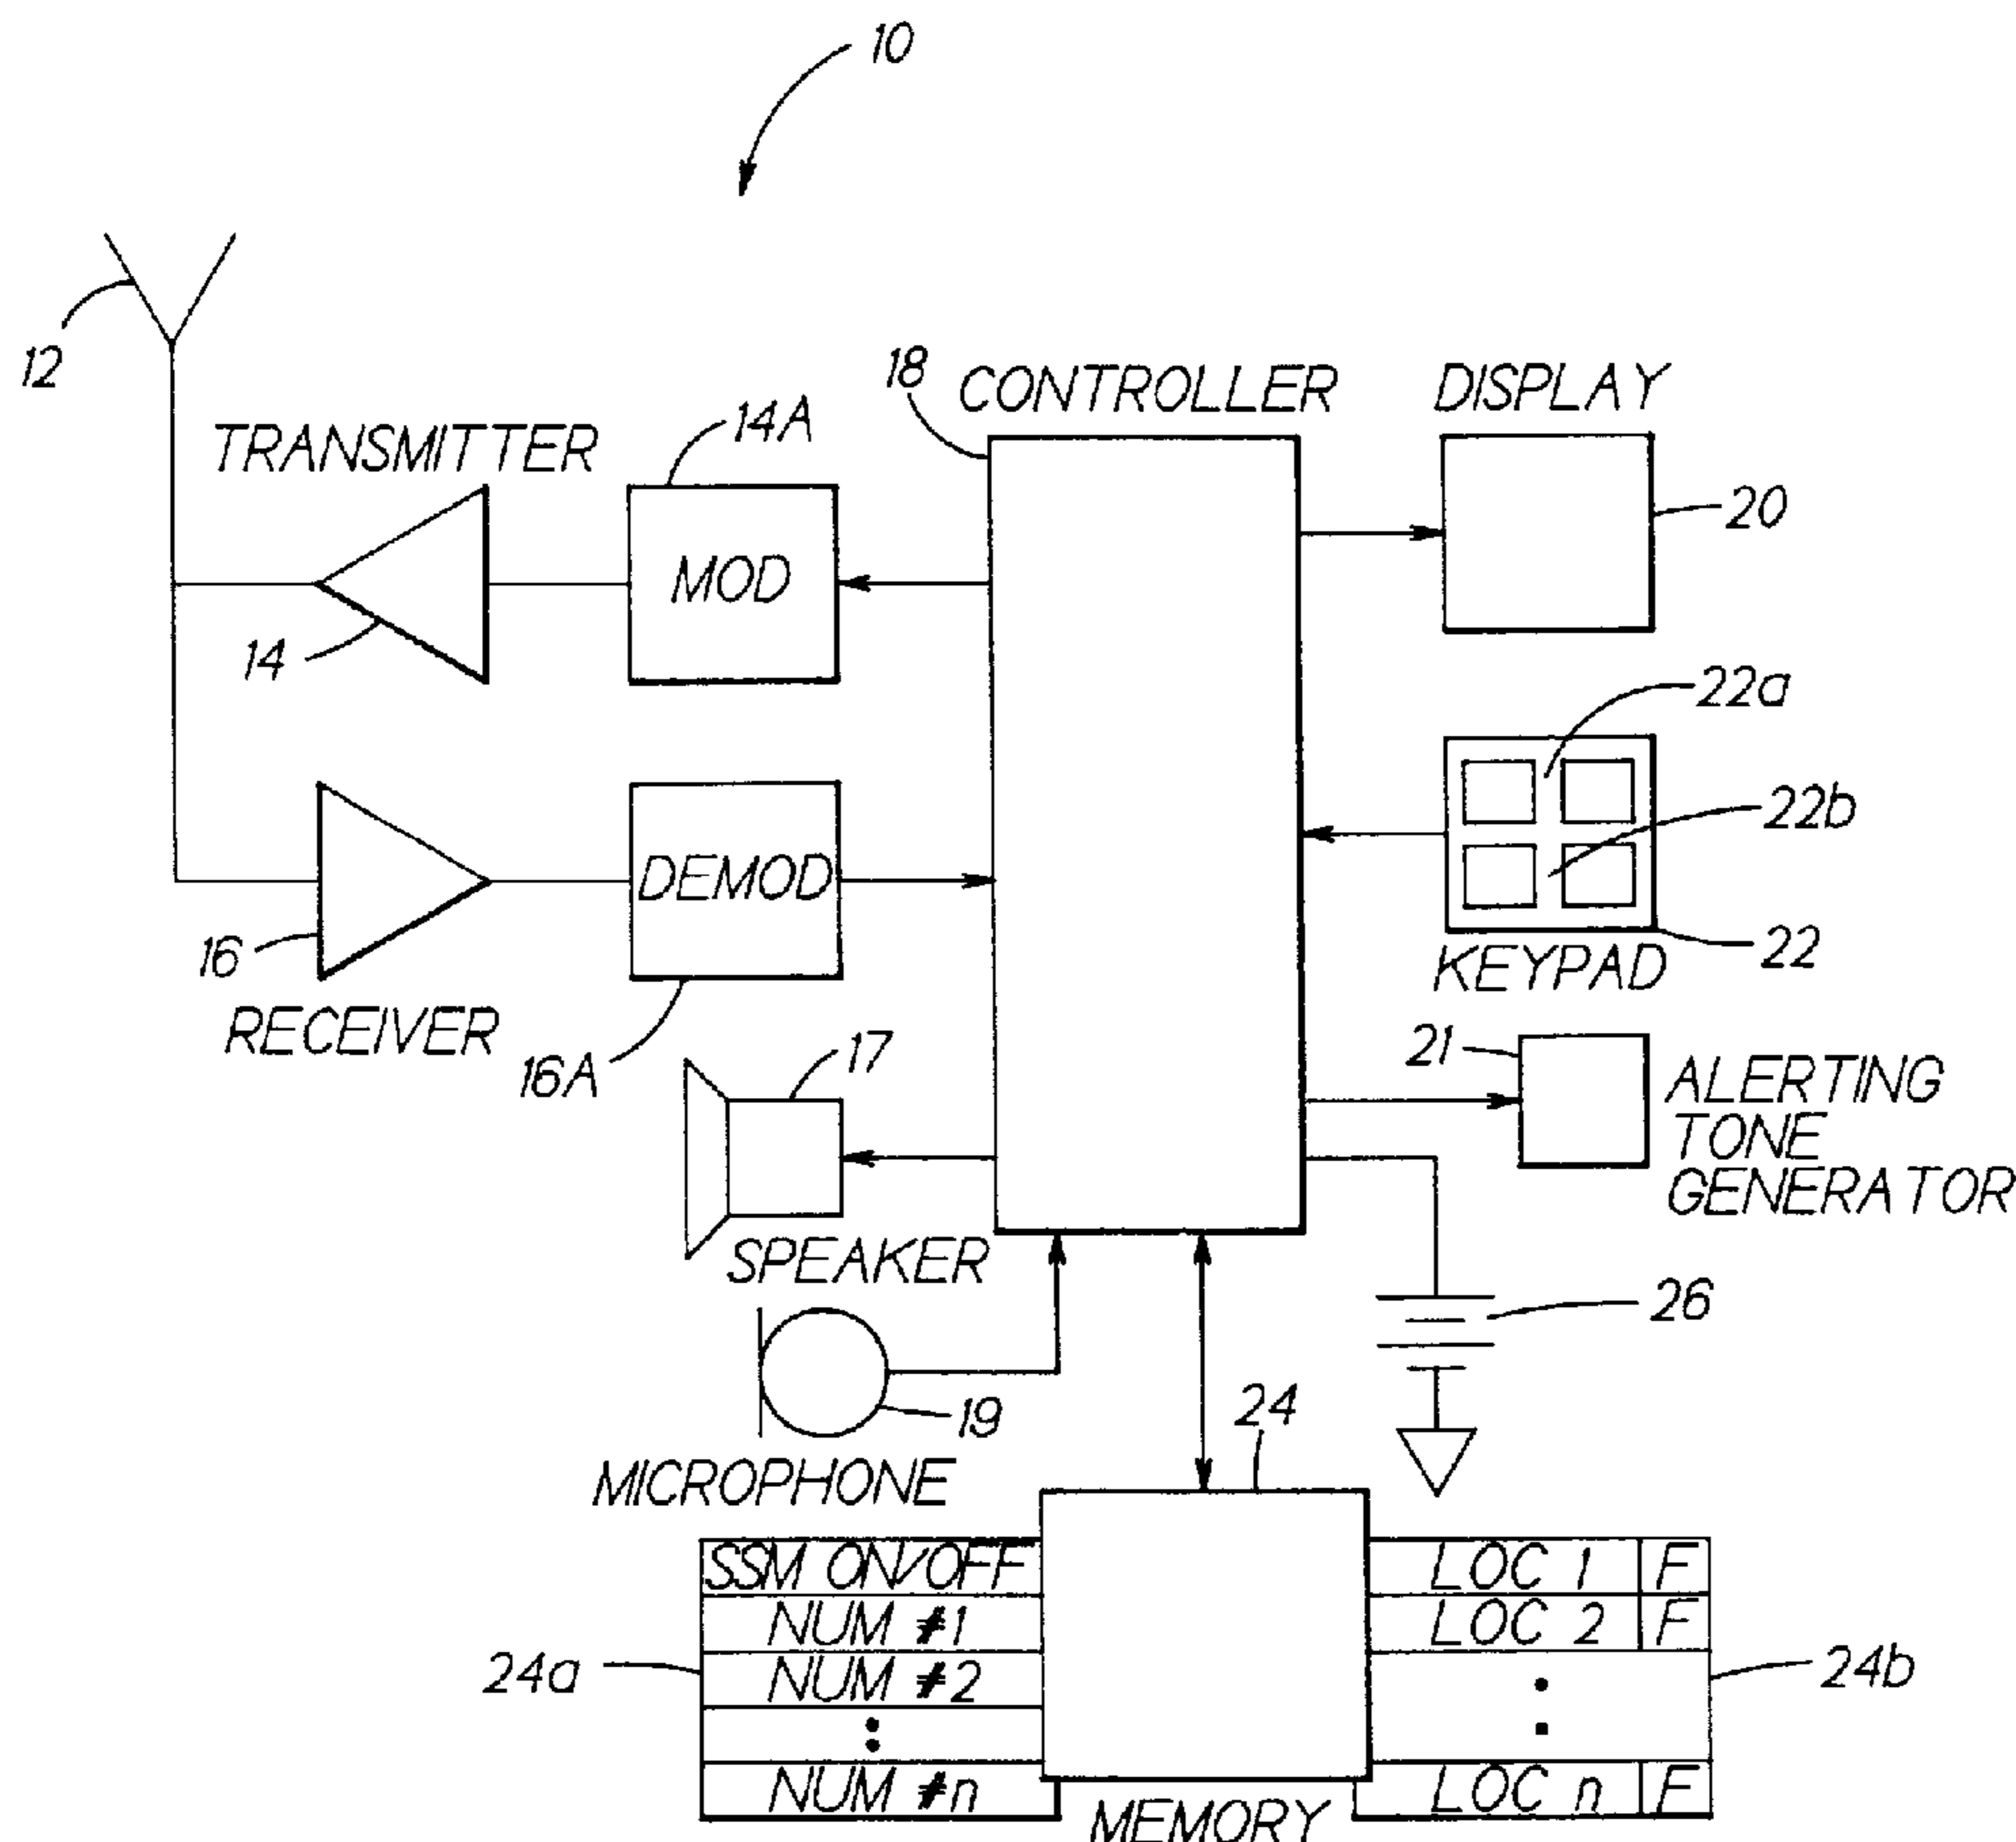 10
12
18 CONTROLLER
DISPLAY
14A
TRANSMITTER
20
MOD
14
22a
22b
DEMOD
16
22
KEYPAD
RECEIVER
16A
17
21
ALERTING
TONE
GENERATOR
SPEAKER
26
19
24
MICROPHONE
SSM ON/OFF
LOC 1 F
NUM #1
LOC 2 F
24a
NUM #2
24b
NUM #n
LOC n F
MEMORY